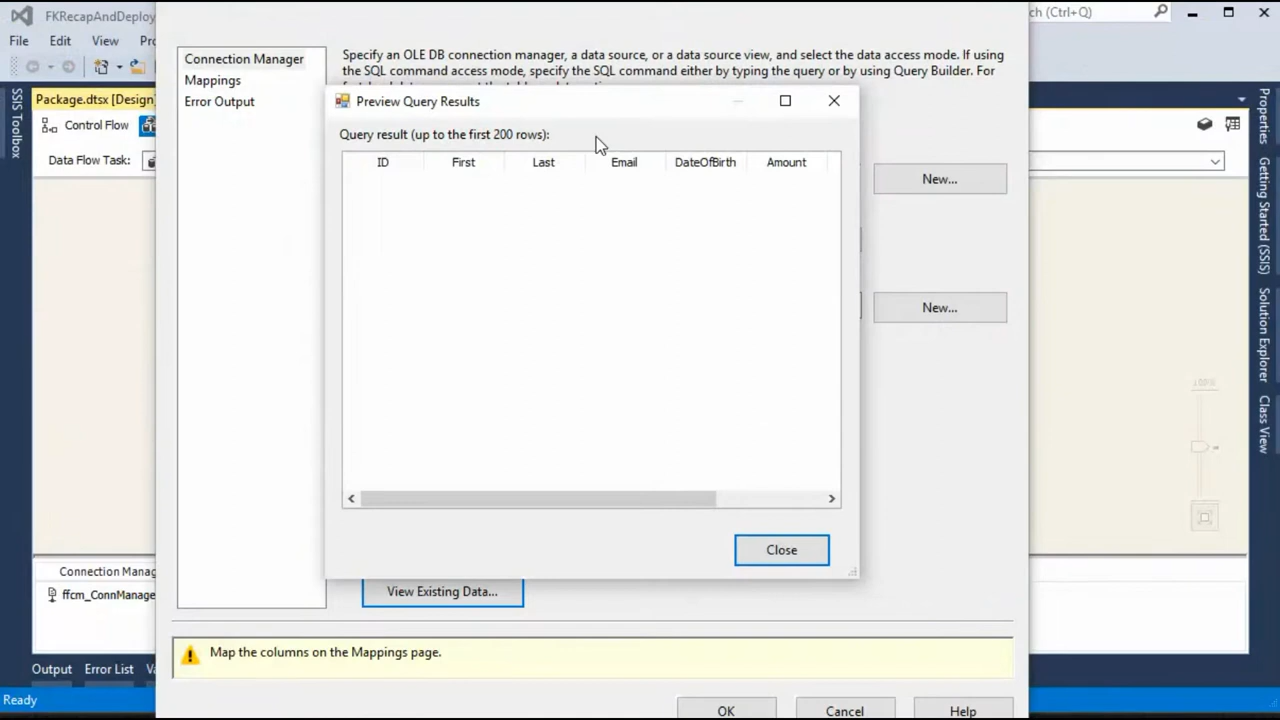 FKRecapAndDeploy
ch (Ctrl+Q)
File Edit View Pr
Package.dtsx [Design]
Control Flow
Data Flow Task:
SSIS Toolbox
Connection Manager
Mappings
Error Output
Specify an OLE DB connection manager, a data source, or a data source view, and select the data access mode. If using
the SQL command access mode, specify the SQL command either by typing the query or by using Query Builder. For
Preview Query Results
Query result (up to the first 200 rows):
ID First Last Email DateOfBirth Amount
New...
New...
Close
View Existing Data...
Map the columns on the Mappings page.
OK Cancel Help
Properties
Getting Started (SSIS)
Solution Explorer
Class View
100%
Connection Manag
ffcm_ConnManage
Output Error List Va
Ready